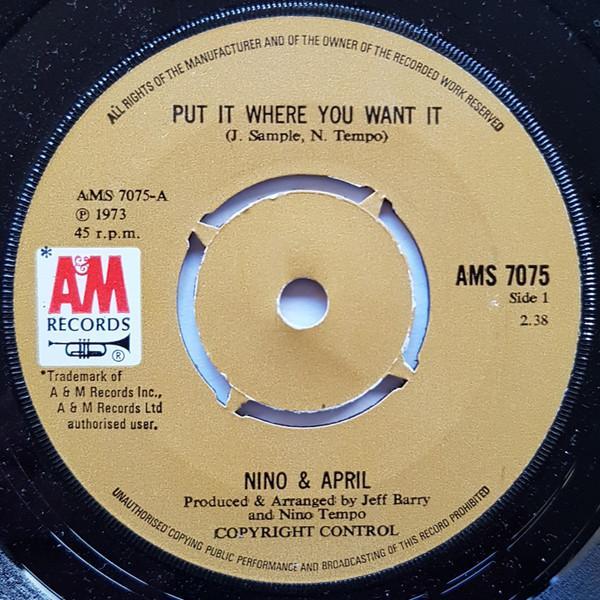 ALL RIGHTS OF THE MANUFACTURER AND OF THE OWNER OF THE RECORDED WORK RESERVED
PUT IT WHERE YOU WANT IT
(J. Sample, N. Tempo)
AMS 7075-A
℗ 1973
45 r.p.m.
*
A&M
RECORDS
®
AMS 7075
Side 1
2.38
*Trademark of
A & M Records Inc.,
A & M Records Ltd
authorised user.
NINO & APRIL
Produced & Arranged by Jeff Barry
and Nino Tempo
COPYRIGHT CONTROL
UNAUTHORISED COPYING PUBLIC PERFORMANCE AND BROADCASTING OF THIS RECORD PROHIBITED